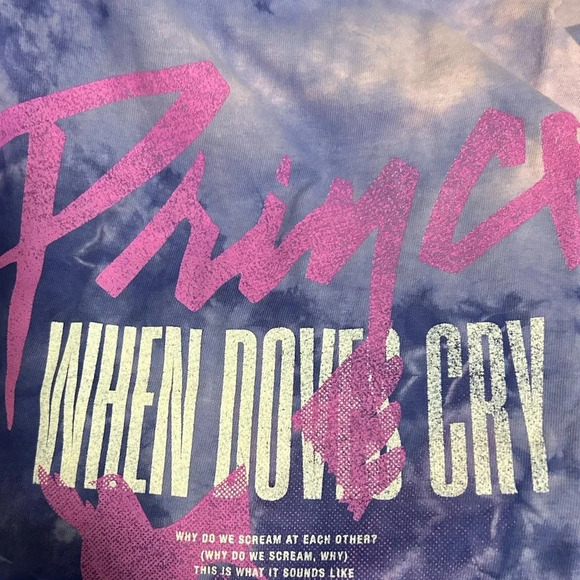 Princ
WHEN DOVES CRY
WHY DO WE SCREAM AT EACH OTHER?
(WHY DO WE SCREAM, WHY)
THIS IS WHAT IT SOUNDS LIKE